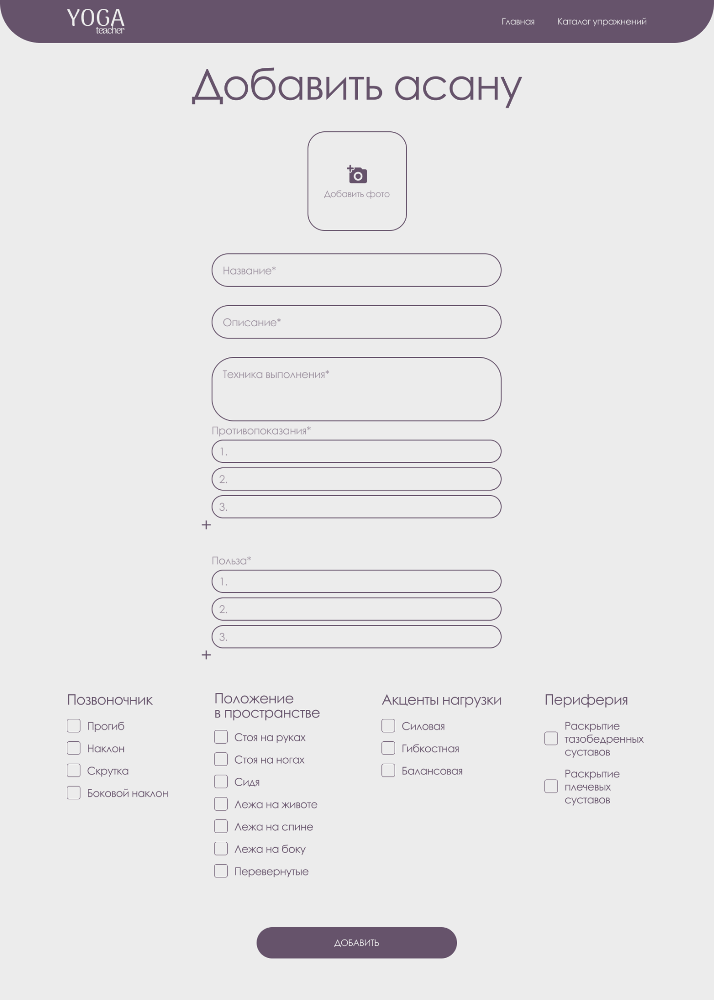 YOGA
teacher
Главная
Каталог упражнений
Добавить асану
Добавить фото
Название*
Описание*
Техника выполнения*
Противопоказания*
1.
2.
3.
+
Польза*
1.
2.
3.
+
Позвоночник
Прогиб
Наклон
Скрутка
Боковой наклон
Положение
в пространстве
Стоя на руках
Стоя на ногах
Сидя
Лежа на животе
Лежа на спине
Лежа на боку
Перевернутые
Акценты нагрузки
Силовая
Гибкостная
Балансовая
Периферия
Раскрытие
тазобедренных
суставов
Раскрытие
плечевых
суставов
ДОБАВИТЬ